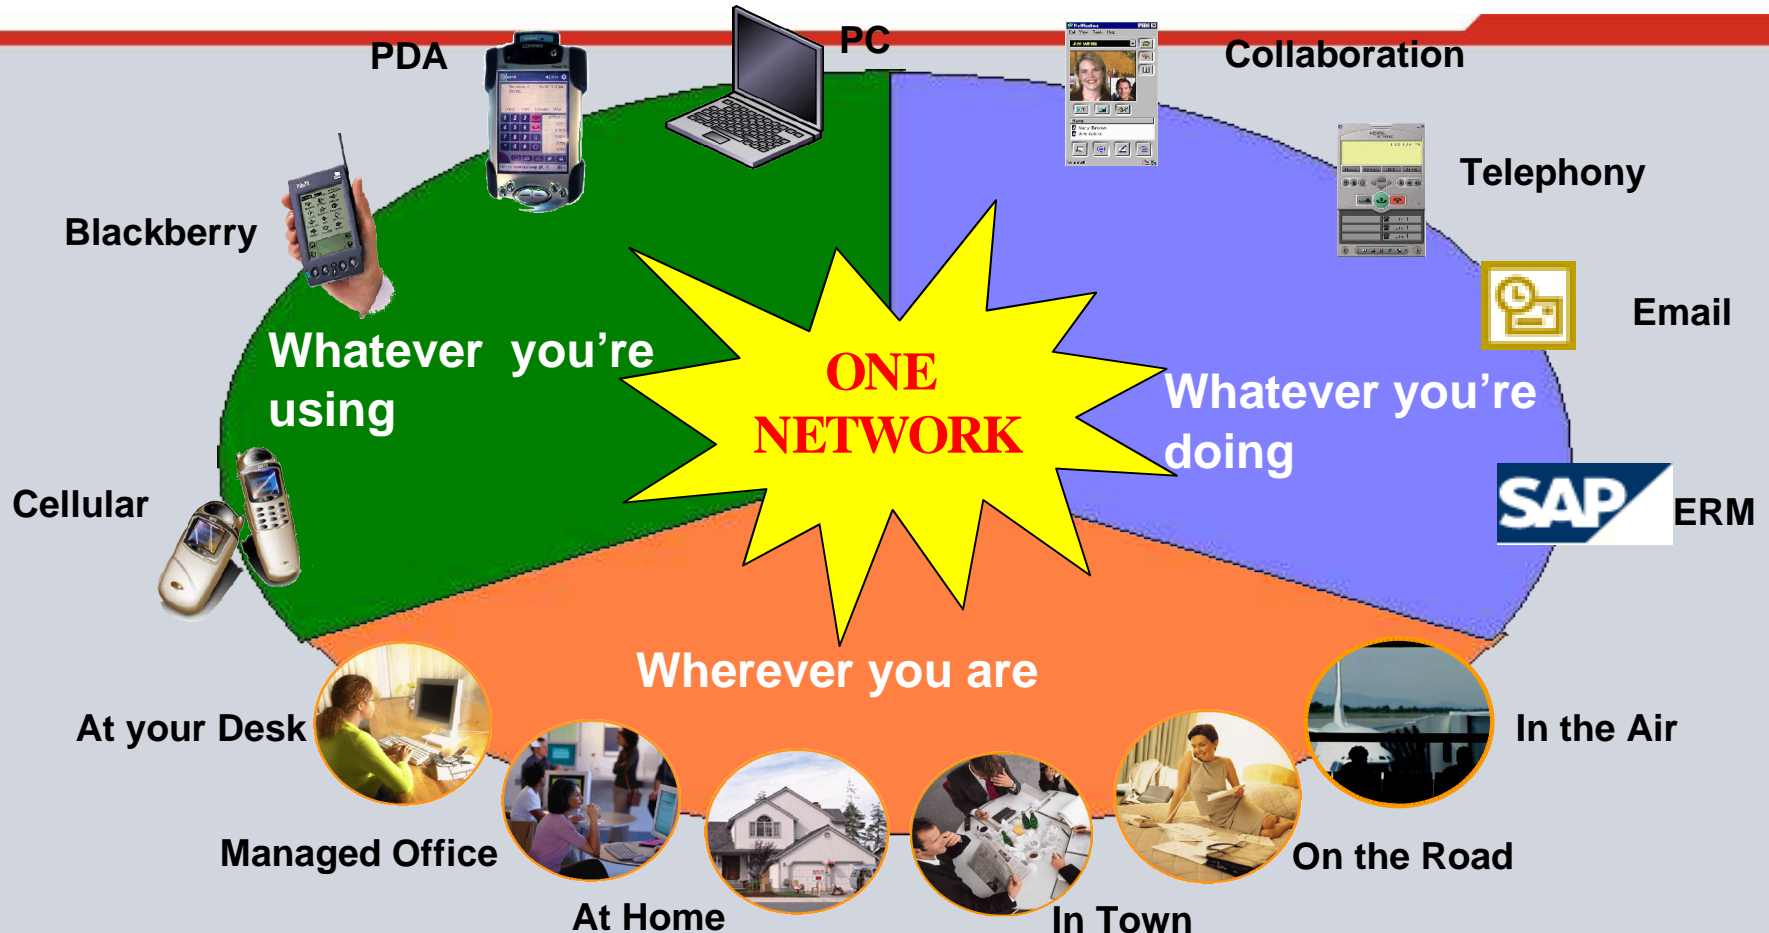 PDA
PC
Collaboration
Telephony
Blackberry
Email
Whatever you’re
using
ONE
NETWORK
Whatever you’re
doing
Cellular
SAP
ERM
Wherever you are
At your Desk
In the Air
Managed Office
On the Road
At Home
In Town